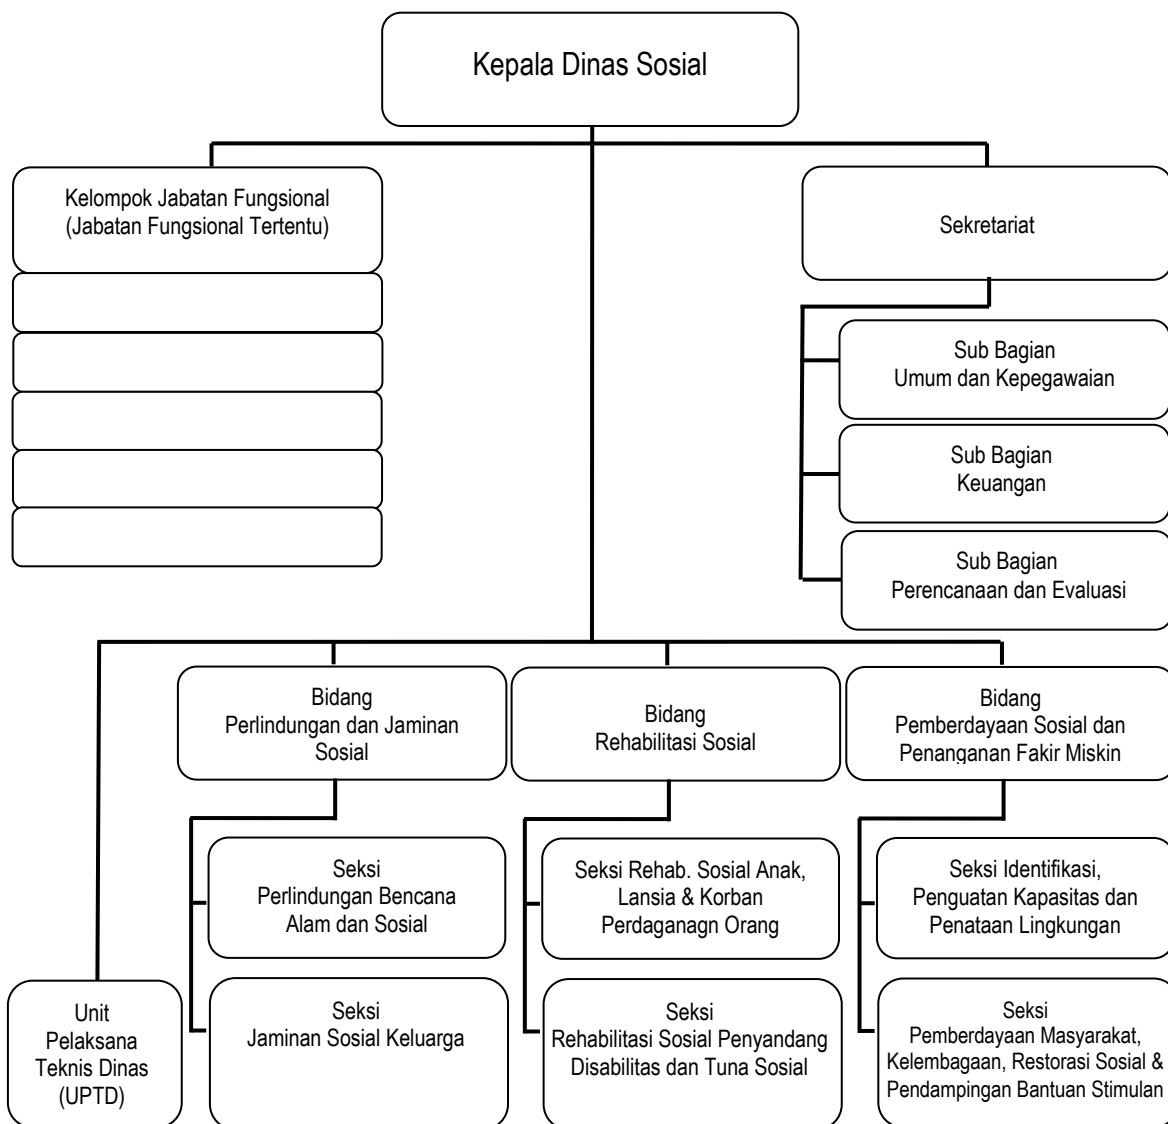 Kepala Dinas Sosial
Kelompok Jabatan Fungsional
(Jabatan Fungsional Tertentu)
Sekretariat
Sub Bagian
Umum dan Kepegawaian
Sub Bagian
Keuangan
Sub Bagian
Perencanaan dan Evaluasi
Bidang
Perlindungan dan Jaminan
Sosial
Bidang
Rehabilitasi Sosial
Bidang
Pemberdayaan Sosial dan
Penanganan Fakir Miskin
Seksi
Perlindungan Bencana
Alam dan Sosial
Seksi Rehab. Sosial Anak,
Lansia & Korban
Perdaganagn Orang
Seksi Identifikasi,
Penguatan Kapasitas dan
Penataan Lingkungan
Unit
Pelaksana
Teknis Dinas
(UPTD)
Seksi
Jaminan Sosial Keluarga
Seksi
Rehabilitasi Sosial Penyandang
Disabilitas dan Tuna Sosial
Seksi
Pemberdayaan Masyarakat,
Kelembagaan, Restorasi Sosial &
Pendampingan Bantuan Stimulan